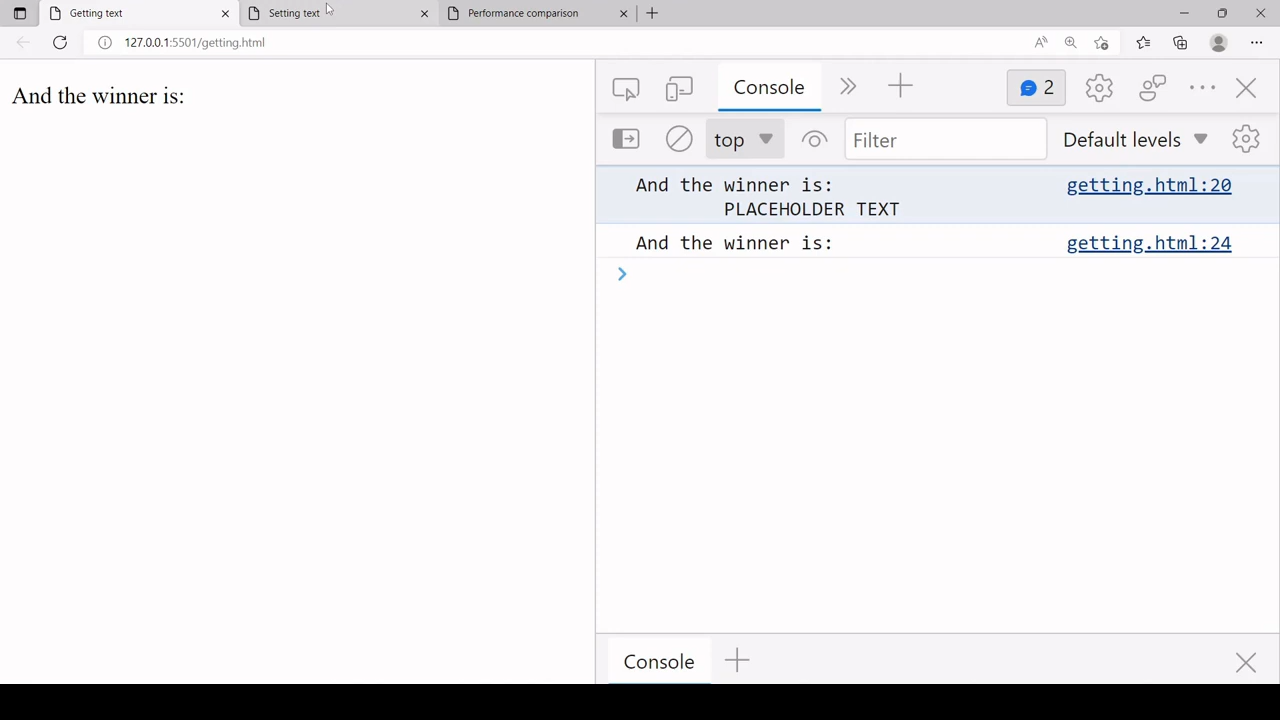 Getting text
Setting text
Performance comparison
127.0.0.1:5501/getting.html
And the winner is:
Console
2
top
Filter
Default levels
And the winner is: getting.html:20
PLACEHOLDER TEXT
And the winner is: getting.html:24
Console